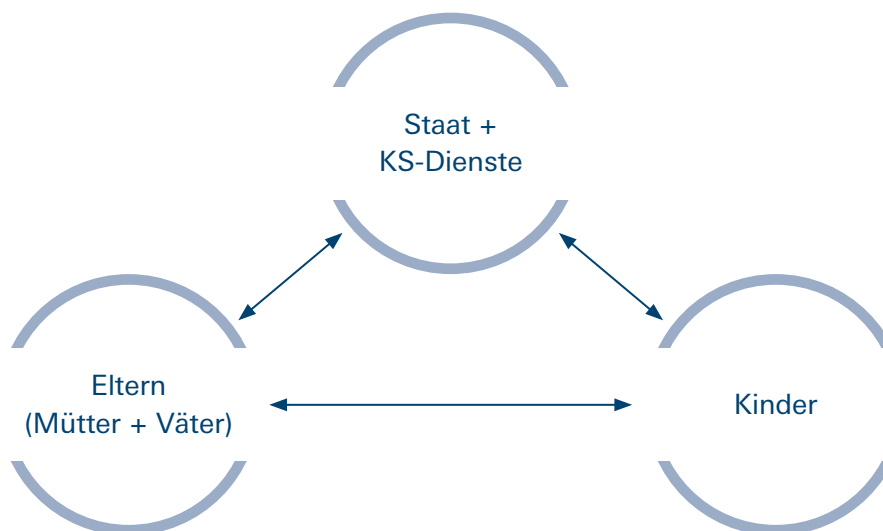 Staat +
KS-Dienste
Eltern
(Mütter + Väter)
Kinder